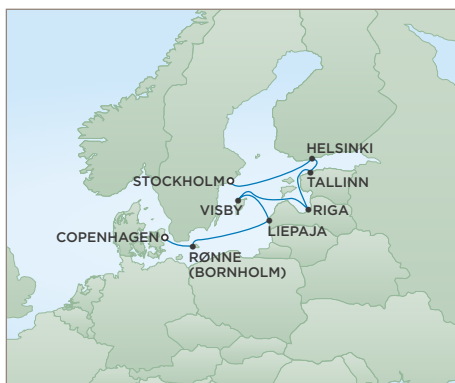 HELSINKI
STOCKHOLM
TALLINN
VISBY
RIGA
LIEPAJA
COPENHAGEN
RØNNE
(BORNHOLM)